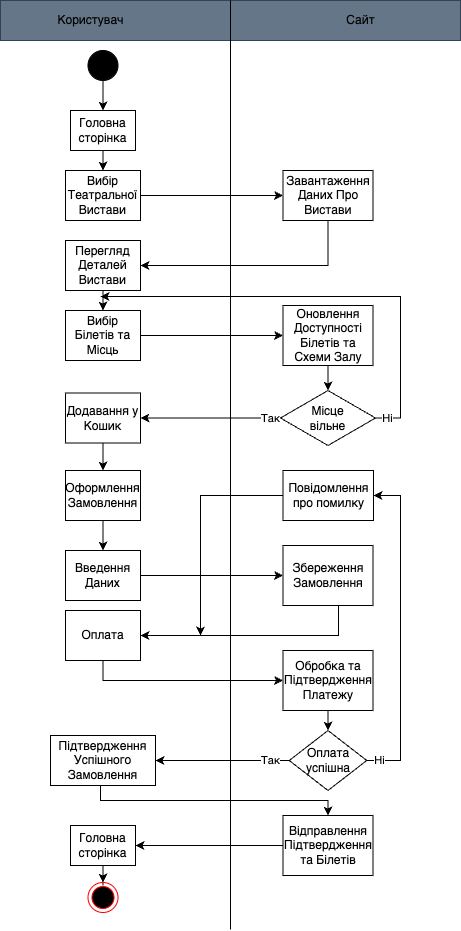 Користувач
Сайт
Головна
сторінка
Вибір
Театральної
Вистави
Завантаження
Даних Про
Вистави
Перегляд
Деталей
Вистави
Вибір
Білетів та
Місць
Оновлення
Доступності
Білетів та
Схеми Залу
Додавання у
Кошик
Так
Місце
вільне
Ні
Оформлення
Замовлення
Повідомлення
про помилку
Введення
Даних
Збереження
Замовлення
Оплата
Обробка та
Підтвердження
Платежу
Підтвердження
Успішного
Замовлення
Так
Оплата
успішна
Ні
Відправлення
Підтвердження
та Білетів
Головна
сторінка